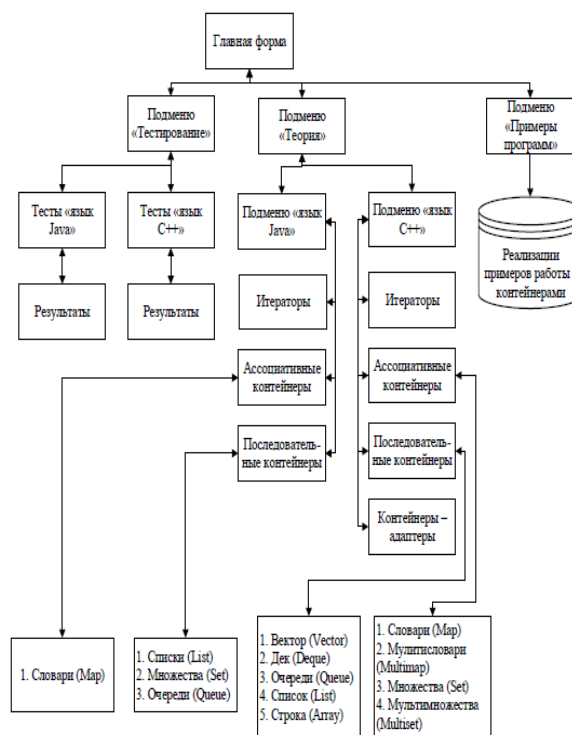 Главная форма
Подменю
«Тестирование»
Подменю
«Теория»
Подменю
«Примеры
программ»
Тесты «язык
Java»
Тесты «язык
C++»
Подменю «язык
Java»
Подменю «язык
C++»
Реализации
примеров работы
контейнерами
Результаты
Результаты
Итераторы
Итераторы
Ассоциативные
контейнеры
Ассоциативные
контейнеры
Последователь-
ные контейнеры
Последователь-
ные контейнеры
Контейнеры –
адаптеры
1. Словари (Map)
1. Списки (List)
2. Множества (Set)
3. Очереди (Queue)
1. Вектор (Vector)
2. Дек (Deque)
3. Очереди (Queue)
4. Список (List)
5. Строка (Array)
1. Словари (Map)
2. Мулитисловари
(Multimap)
3. Множества (Set)
4. Мультимножества
(Multiset)